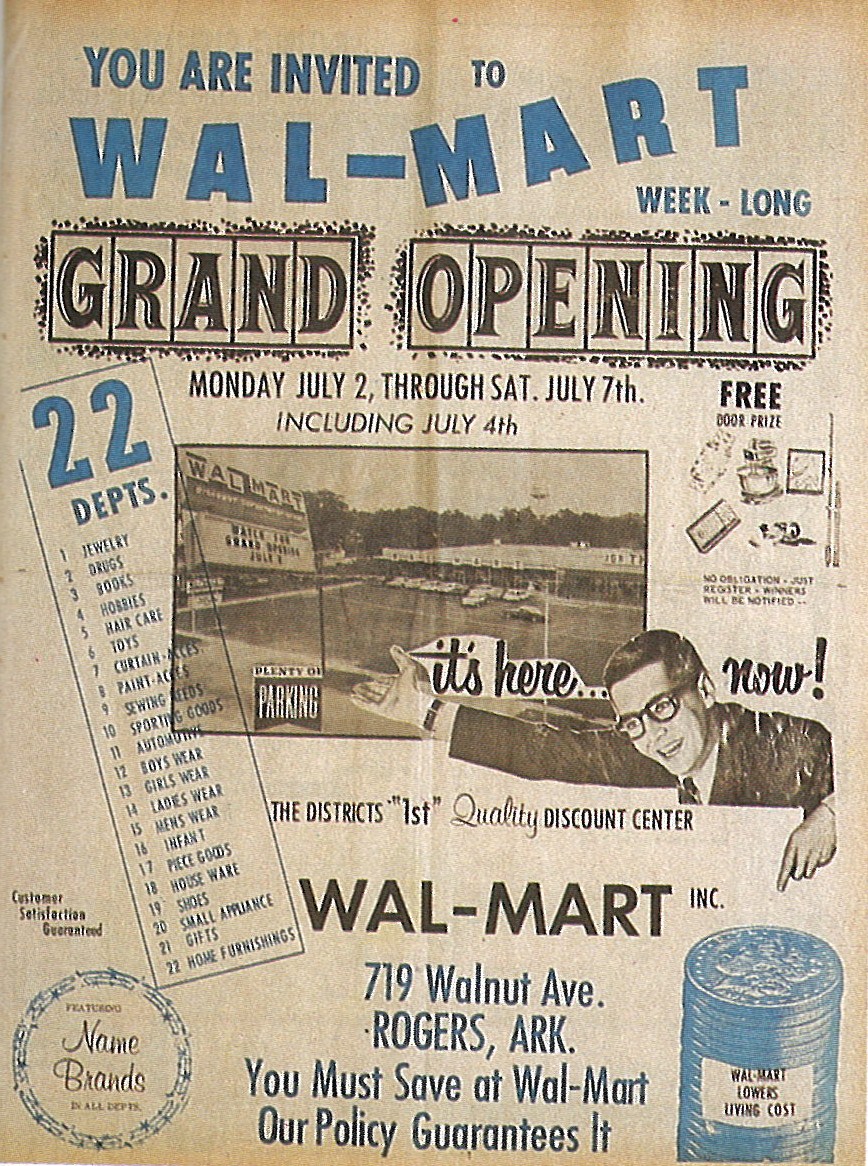 YOU ARE INVITED TO
WAL-MART
WEEK - LONG
GRAND OPENING
MONDAY JULY 2, THROUGH SAT. JULY 7th.
INCLUDING JULY 4th
FREE
DOOR PRIZE
NO OBLIGATION - JUST
REGISTER - WINNERS
WILL BE NOTIFIED --
22
DEPTS.
1 JEWELRY
2 DRUGS
3 BOOKS
4 HOBBIES
5 HAIR CARE
6 TOYS
7 CURTAIN-ACCES.
8 PAINT-ACCES
9 SEWING NEEDS
10 SPORTING GOODS
11 AUTOMOTIVE
12 BOYS WEAR
13 GIRLS WEAR
14 LADIES WEAR
15 MENS WEAR
16 INFANT
17 PIECE GOODS
18 HOUSE WARE
19 SHOES
20 SMALL APPLIANCE
21 GIFTS
22 HOME FURNISHINGS
WAL-MART
WATCH FOR
GRAND OPENING
JULY
PLENTY OF
PARKING
it's here... now!
THE DISTRICTS "1st" Quality DISCOUNT CENTER
WAL-MART INC.
719 Walnut Ave.
ROGERS, ARK.
You Must Save at Wal-Mart
Our Policy Guarantees It
Customer
Satisfaction
Guaranteed
FEATURING
Name
Brands
IN ALL DEPTS.
WAL-MART
LOWERS
LIVING COST